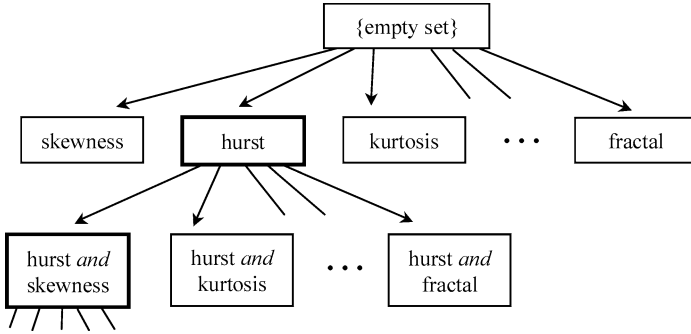 {empty set}
skewness
hurst
kurtosis
...
fractal
hurst and
skewness
hurst and
kurtosis
...
hurst and
fractal